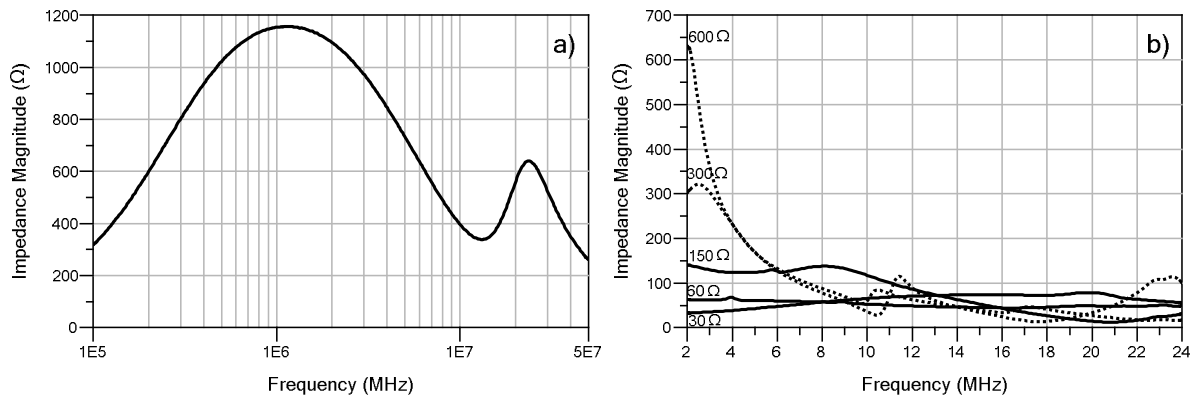 1200
1000
800
600
400
200
0
Impedance Magnitude (Ω)
a)
1E5
1E6
1E7
5E7
Frequency (MHz)
700
600
500
400
300
200
100
0
Impedance Magnitude (Ω)
b)
600 Ω
300 Ω
150 Ω
60 Ω
30 Ω
2 4 6 8 10 12 14 16 18 20 22 24
Frequency (MHz)